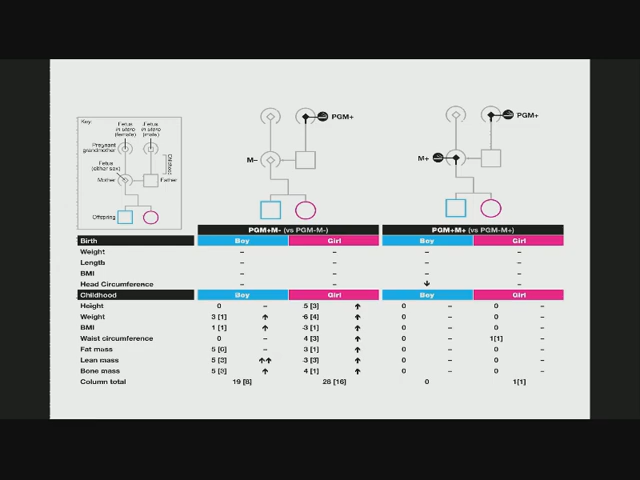 Key:
Fetus in utero (female)
Fetus in utero (male)
Pregnant grandmother
Fetus (either sex)
Childhood
Mother
Father
Offspring
PGM+
M–
PGM+
M+
PGM+M- (vs PGM-M-) PGM+M+ (vs PGM-M+)
Birth Boy Girl Boy Girl
Weight – – – –
Length – – – –
BMI – – – –
Head Circumference – – ↓ –
Childhood Boy Girl Boy Girl
Height 0 – 5 [3] ↑ 0 – 0 –
Weight 3 [1] ↑ 6 [4] ↑ 0 – 0 –
BMI 1 [1] ↑ 3 [1] ↑ 0 – 0 –
Waist circumference 0 – 4 [3] ↑ 0 – 1[1] –
Fat mass 5 [6] – 3 [1] ↑ 0 – 0 –
Lean mass 5 ↑↑ 3 [3] ↑ 0 – 0 –
Bone mass 5 ↑ 4 [1] ↑ 0 – 0 –
Column total 19 [8] 28 [16] 0 1[1]